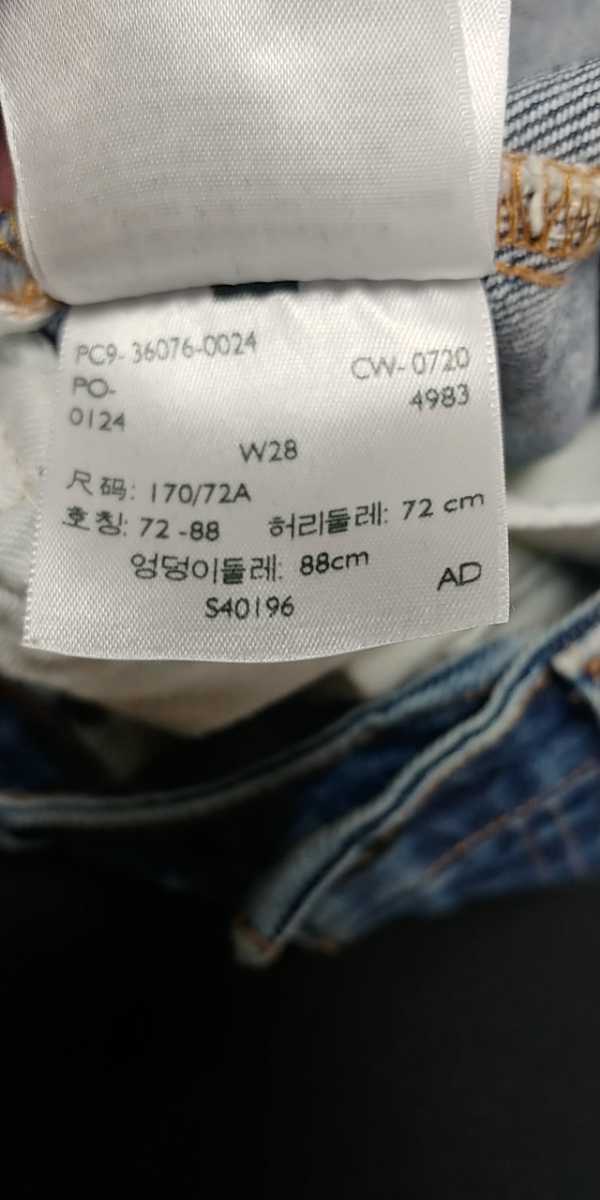 PC9- 36076-0024
PO-
0124
CW- 0720
4983
W28
尺码: 170/72A
호칭: 72 -88 허리둘레: 72 cm
엉덩이둘레: 88cm
AD
S40196